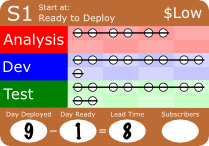 S1 Start at: $Low
Ready to Deploy
Analysis
Dev
Test
Day Deployed Day Ready Lead Time Subscribers
9 - 1 = 8